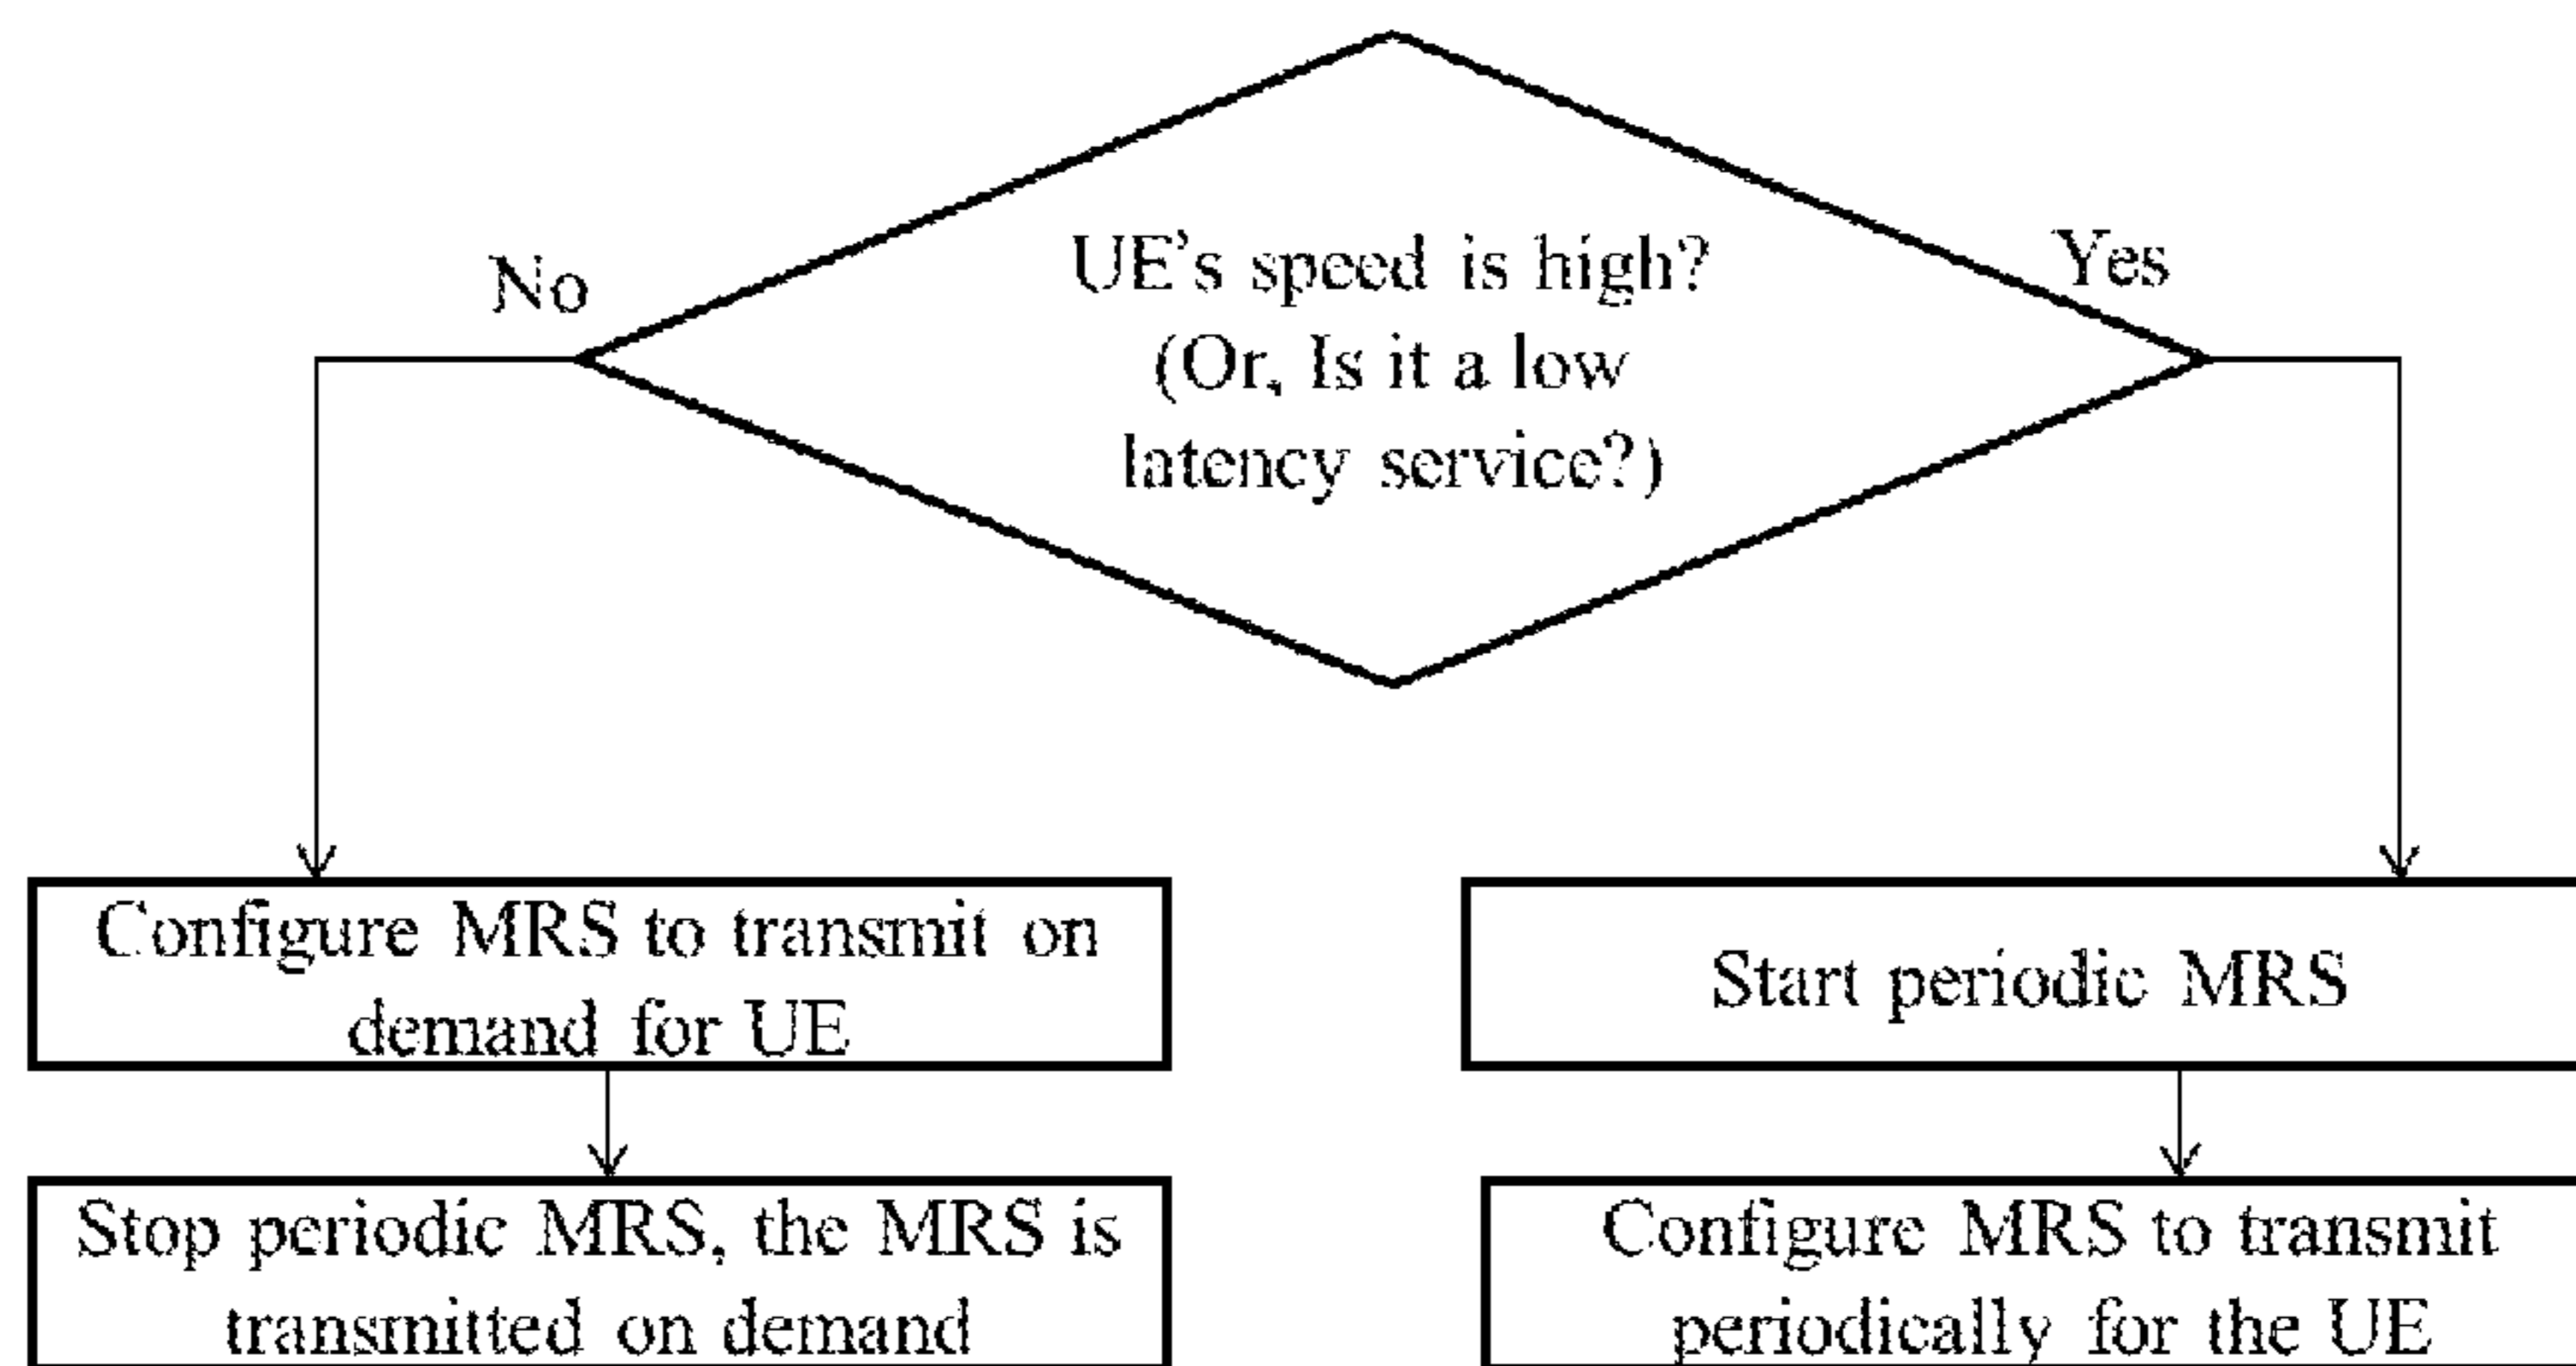 UE's speed is high?
(Or, Is it a low
latency service?)
No
Yes
Configure MRS to transmit on
demand for UE
Start periodic MRS
Stop periodic MRS, the MRS is
transmitted on demand
Configure MRS to transmit
periodically for the UE